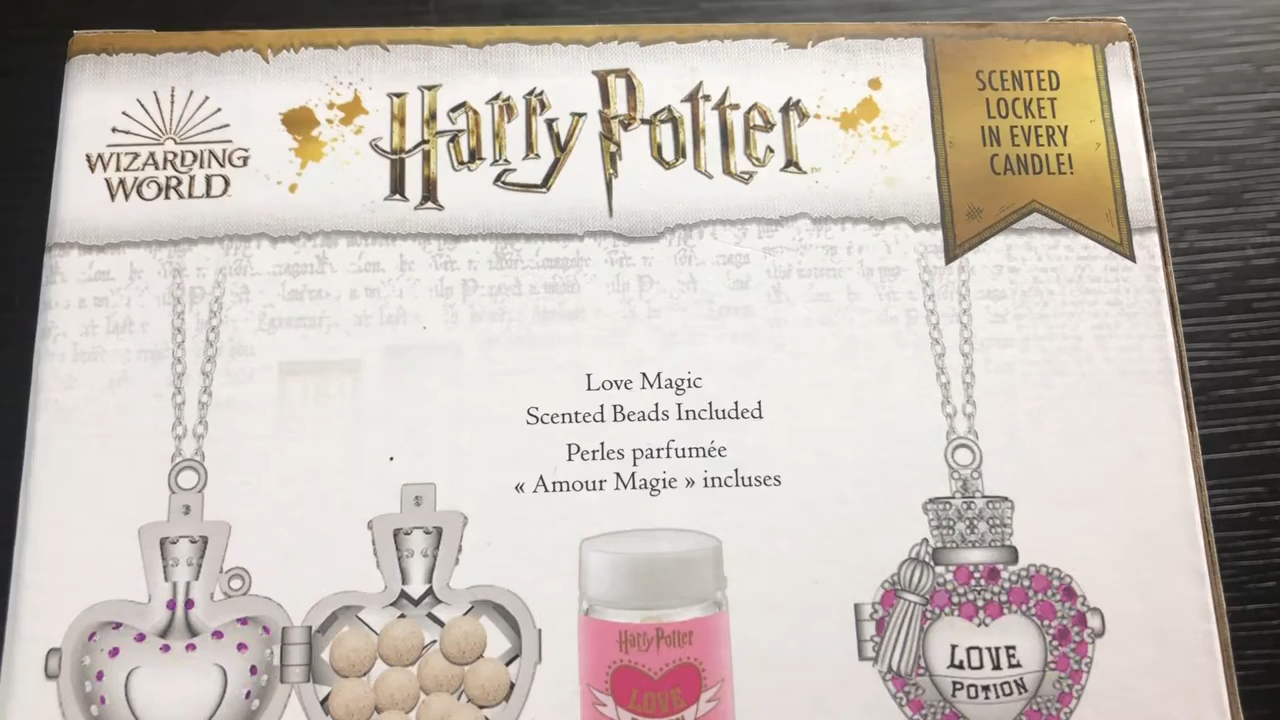 WIZARDING
WORLD
Harry Potter
SCENTED
LOCKET
IN EVERY
CANDLE!
Love Magic
Scented Beads Included
Perles parfumée
« Amour Magie » incluses
Harry Potter
LOVE
LOVE
POTION